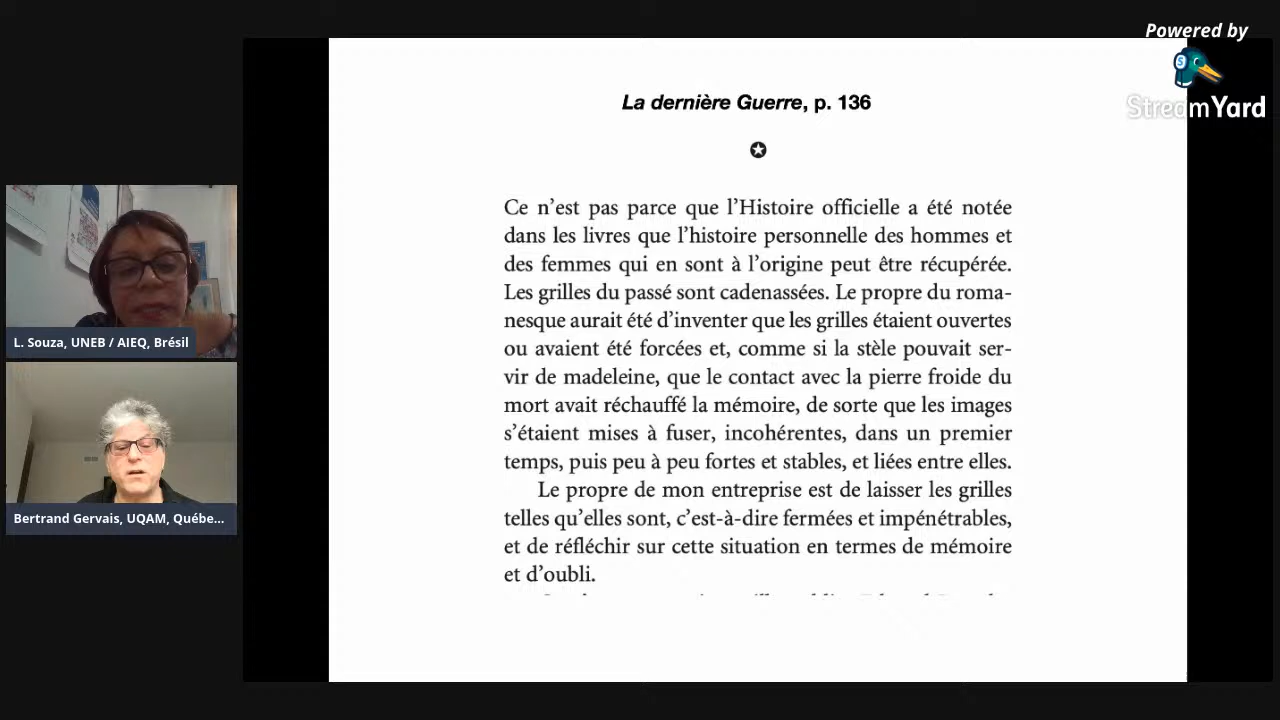 Powered by
StreamYard
La dernière Guerre, p. 136
Ce n'est pas parce que l'Histoire officielle a été notée
dans les livres que l'histoire personnelle des hommes et
des femmes qui en sont à l'origine peut être récupérée.
Les grilles du passé sont cadenassées. Le propre du roma-
nesque aurait été d'inventer que les grilles étaient ouvertes
ou avaient été forcées et, comme si la stèle pouvait ser-
vir de madeleine, que le contact avec la pierre froide du
mort avait réchauffé la mémoire, de sorte que les images
s'étaient mises à fuser, incohérentes, dans un premier
temps, puis peu à peu fortes et stables, et liées entre elles.
Le propre de mon entreprise est de laisser les grilles
telles qu'elles sont, c'est-à-dire fermées et impénétrables,
et de réfléchir sur cette situation en termes de mémoire
et d'oubli.
L. Souza, UNEB / AIEQ, Brésil
Bertrand Gervais, UQAM, Québe...